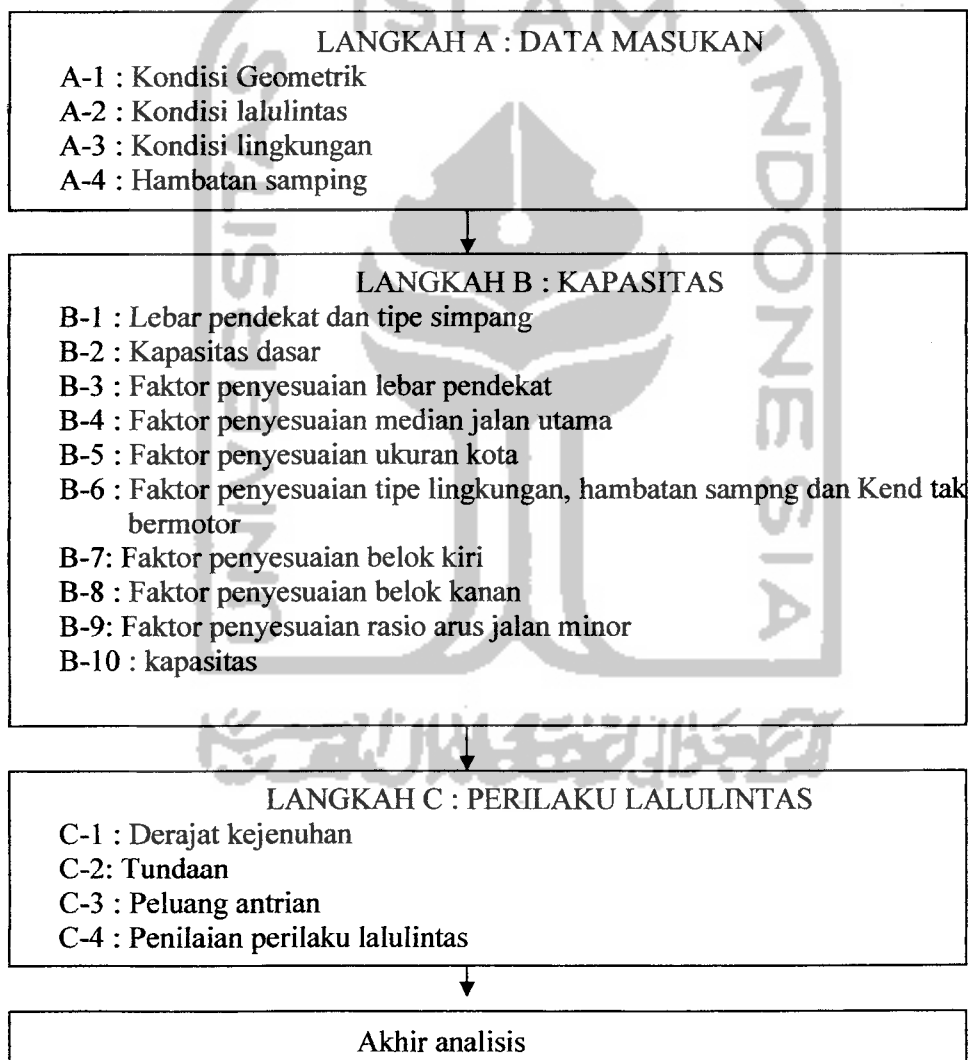 ISLAM
UNIVERSITAS
INDONESIA
LANGKAH A : DATA MASUKAN
A-1 : Kondisi Geometrik
A-2 : Kondisi lalulintas
A-3 : Kondisi lingkungan
A-4 : Hambatan samping
LANGKAH B : KAPASITAS
B-1 : Lebar pendekat dan tipe simpang
B-2 : Kapasitas dasar
B-3 : Faktor penyesuaian lebar pendekat
B-4 : Faktor penyesuaian median jalan utama
B-5 : Faktor penyesuaian ukuran kota
B-6 : Faktor penyesuaian tipe lingkungan, hambatan sampng dan Kend tak
bermotor
B-7: Faktor penyesuaian belok kiri
B-8 : Faktor penyesuaian belok kanan
B-9: Faktor penyesuaian rasio arus jalan minor
B-10 : kapasitas
LANGKAH C : PERILAKU LALULINTAS
C-1 : Derajat kejenuhan
C-2: Tundaan
C-3 : Peluang antrian
C-4 : Penilaian perilaku lalulintas
Akhir analisis